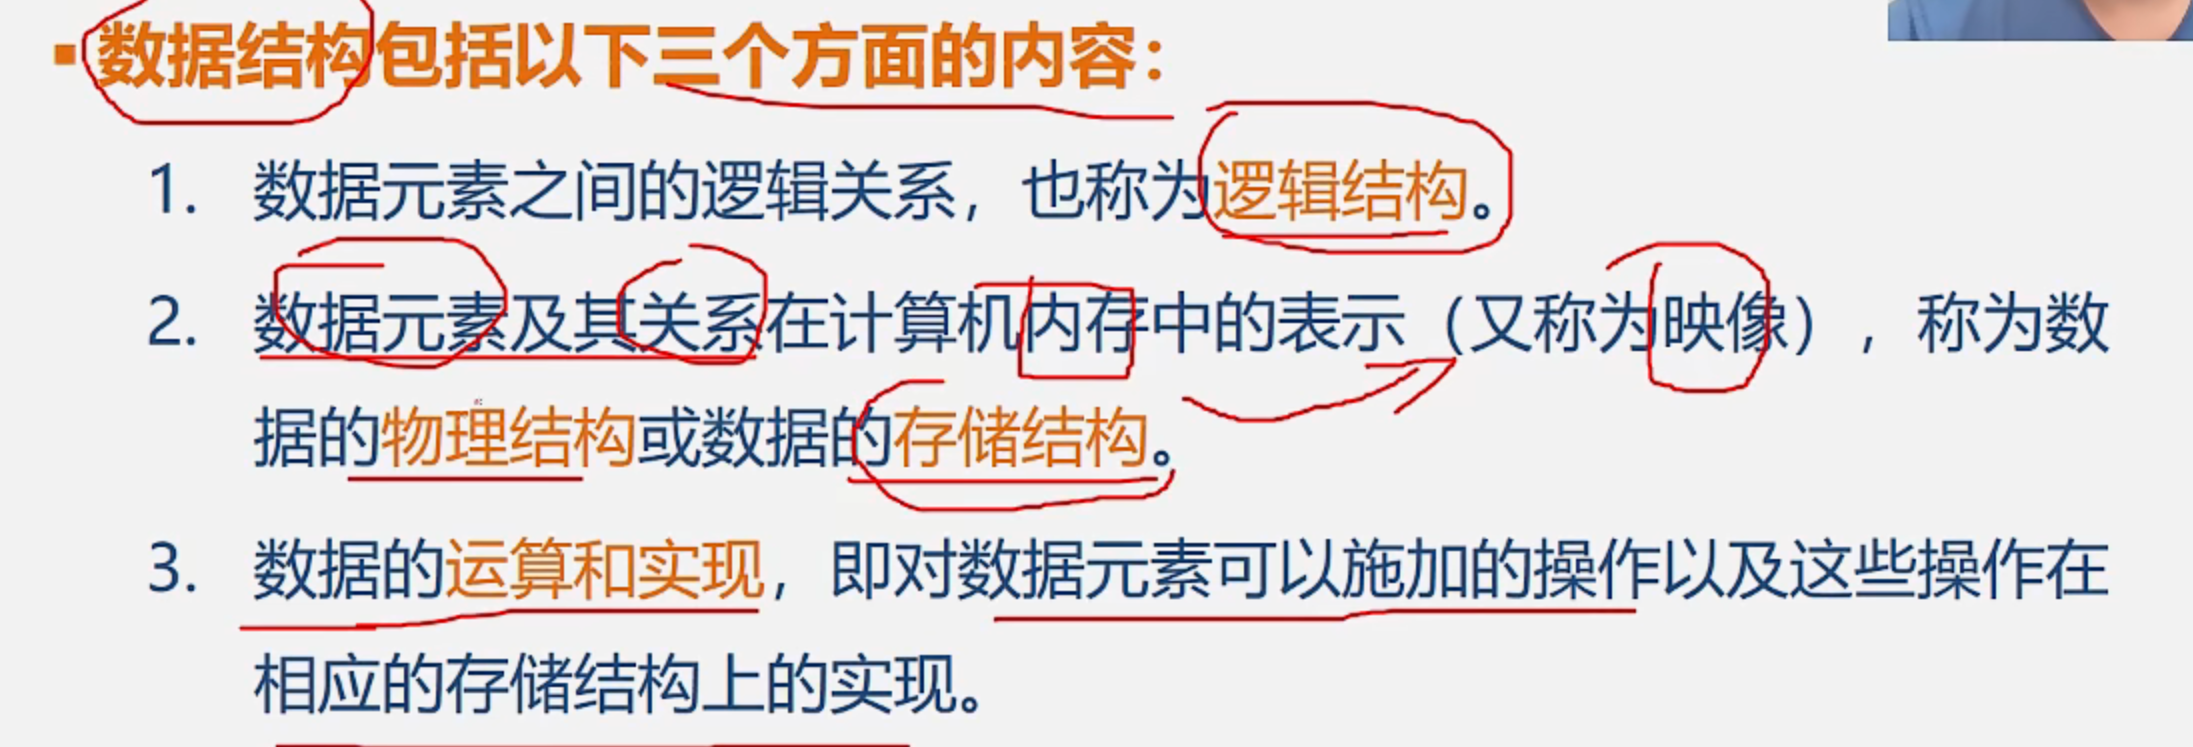 ▪数据结构包括以下三个方面的内容：
1. 数据元素之间的逻辑关系，也称为逻辑结构。
2. 数据元素及其关系在计算机内存中的表示（又称为映像），称为数
据的物理结构或数据的存储结构。
3. 数据的运算和实现，即对数据元素可以施加的操作以及这些操作在
相应的存储结构上的实现。